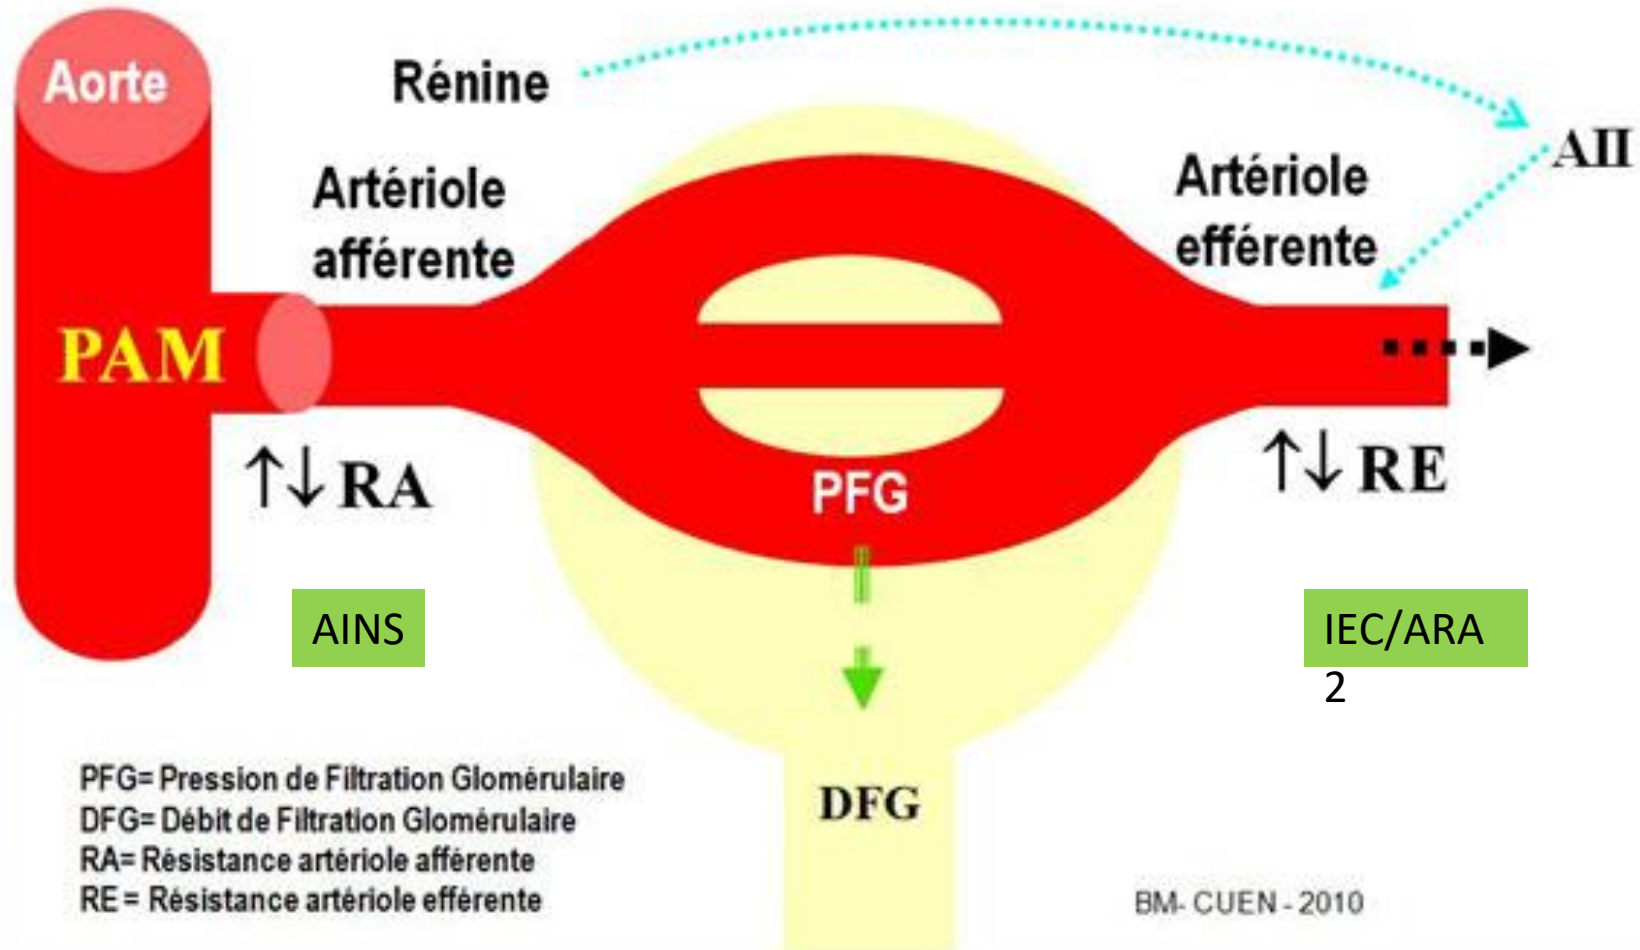 Aorte
Rénine
AII
Artériole
afférente
Artériole
efférente
PAM
↑↓ RA
↑↓ RE
PFG
AINS
IEC/ARA
2
PFG= Pression de Filtration Glomérulaire
DFG= Débit de Filtration Glomérulaire
RA= Résistance artériole afférente
RE = Résistance artériole efférente
DFG
BM- CUEN - 2010